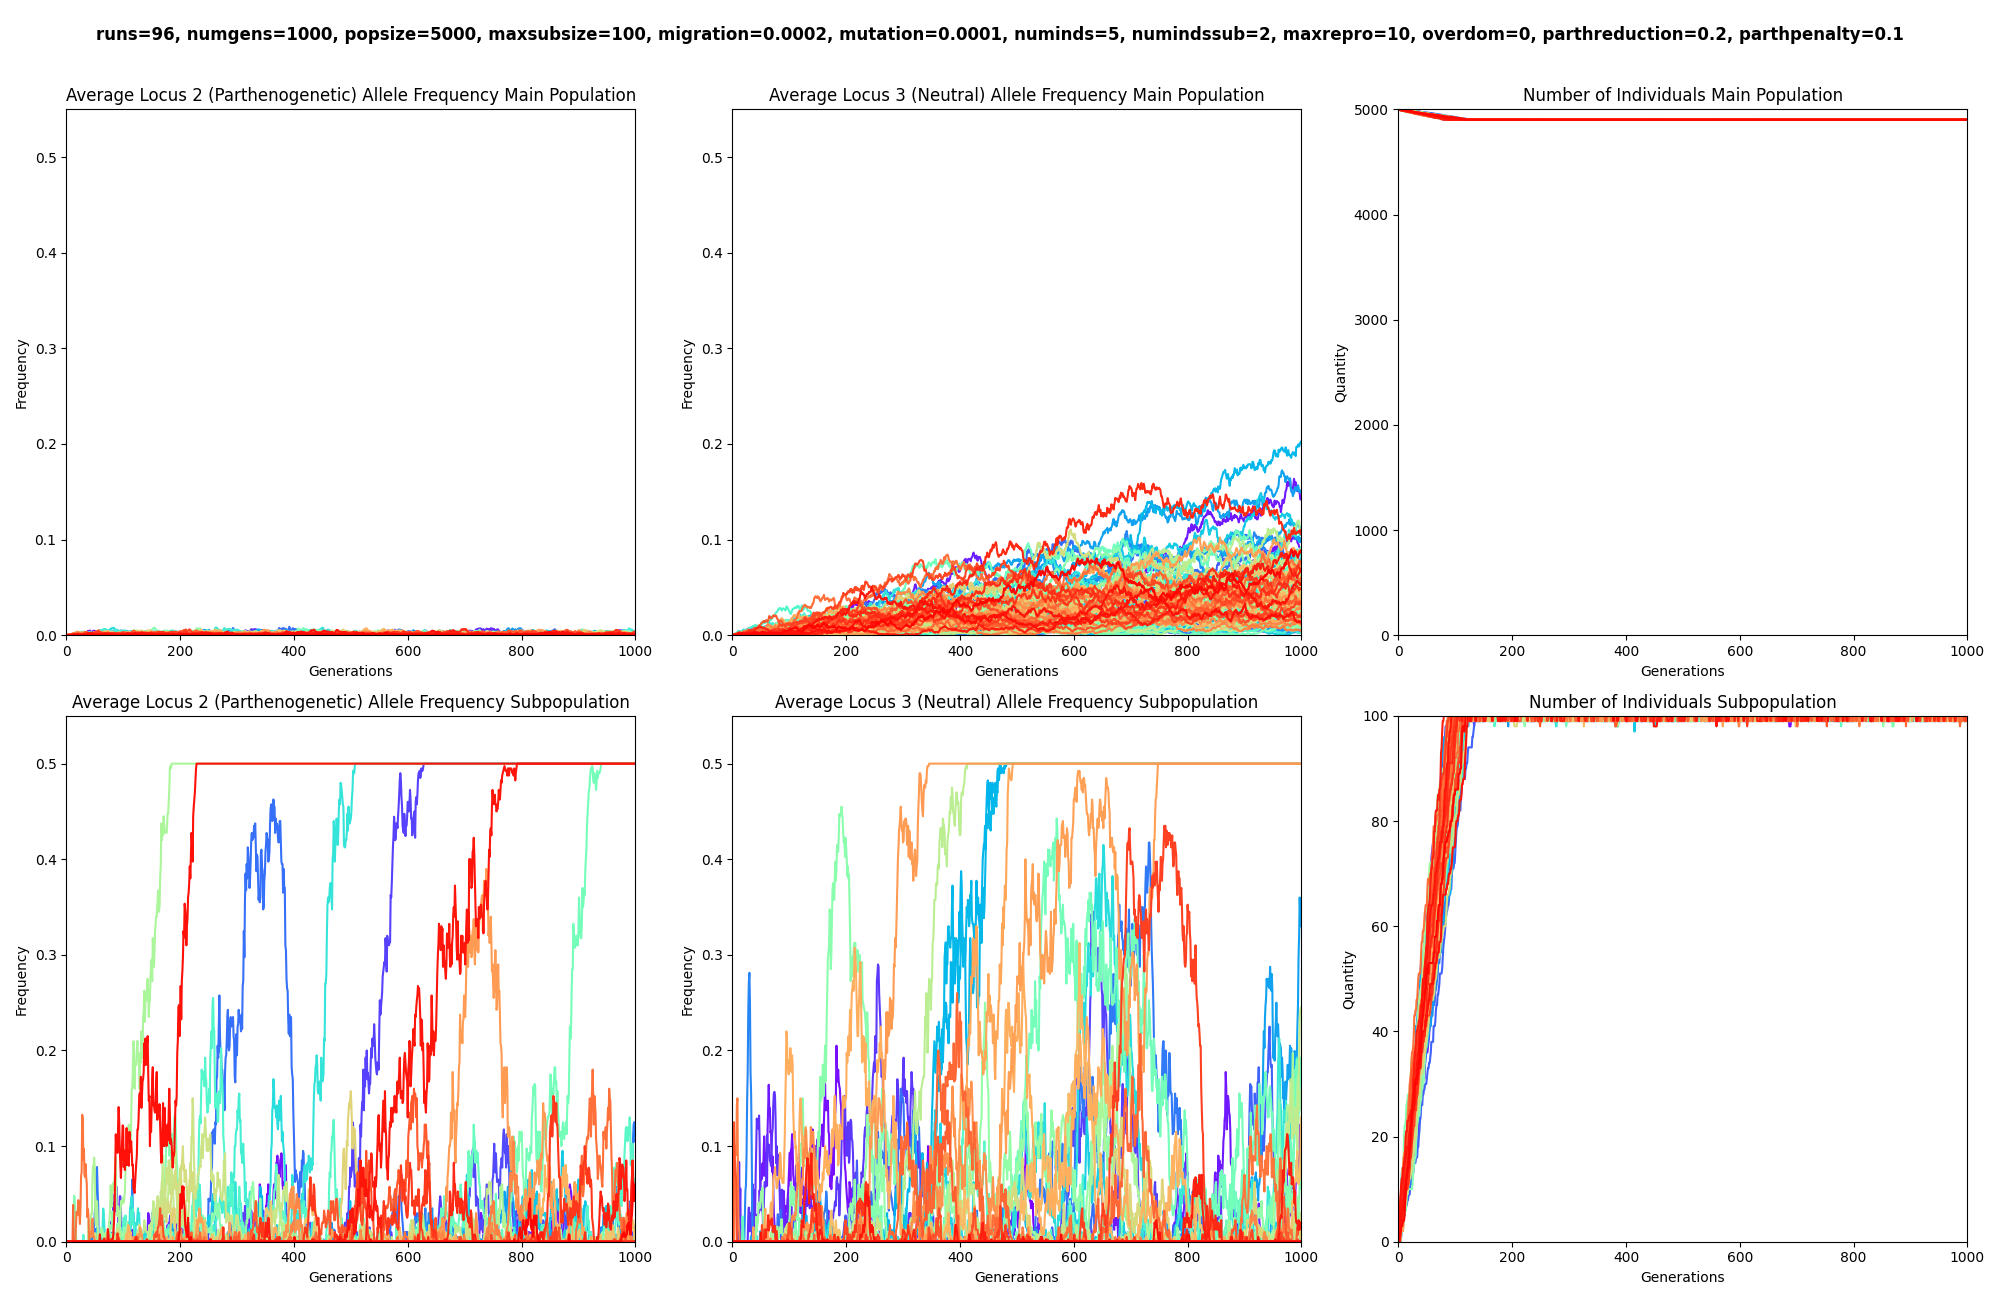 runs=96, numgens=1000, popsize=5000, maxsubsize=100, migration=0.0002, mutation=0.0001, numinds=5, numindssub=2, maxrepro=10, overdom=0, parthreduction=0.2, parthpenalty=0.1
Average Locus 2 (Parthenogenetic) Allele Frequency Main Population
Frequency
0.5
0.4
0.3
0.2
0.1
0.0
0 200 400 600 800 1000
Generations
Average Locus 3 (Neutral) Allele Frequency Main Population
Frequency
0.5
0.4
0.3
0.2
0.1
0.0
0 200 400 600 800 1000
Generations
Number of Individuals Main Population
Quantity
5000
4000
3000
2000
1000
0
0 200 400 600 800 1000
Generations
Average Locus 2 (Parthenogenetic) Allele Frequency Subpopulation
Frequency
0.5
0.4
0.3
0.2
0.1
0.0
0 200 400 600 800 1000
Generations
Average Locus 3 (Neutral) Allele Frequency Subpopulation
Frequency
0.5
0.4
0.3
0.2
0.1
0.0
0 200 400 600 800 1000
Generations
Number of Individuals Subpopulation
Quantity
100
80
60
40
20
0
0 200 400 600 800 1000
Generations